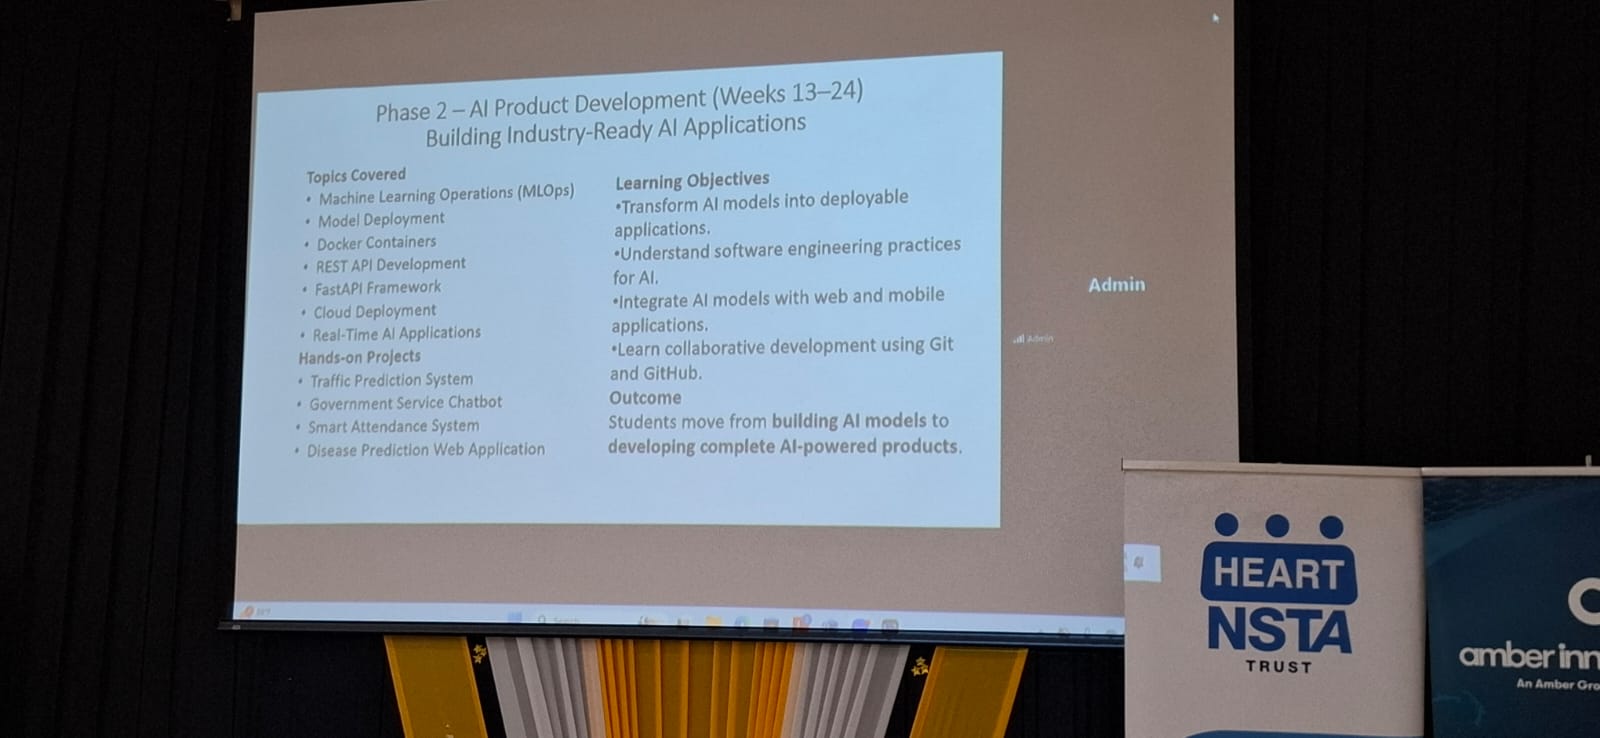 Phase 2 – AI Product Development (Weeks 13–24)
Building Industry-Ready AI Applications
Topics Covered
• Machine Learning Operations (MLOps)
• Model Deployment
• Docker Containers
• REST API Development
• FastAPI Framework
• Cloud Deployment
• Real-Time AI Applications
Hands-on Projects
• Traffic Prediction System
• Government Service Chatbot
• Smart Attendance System
• Disease Prediction Web Application
Learning Objectives
•Transform AI models into deployable
applications.
•Understand software engineering practices
for AI.
•Integrate AI models with web and mobile
applications.
•Learn collaborative development using Git
and GitHub.
Outcome
Students move from building AI models to
developing complete AI-powered products.
Admin
Admin
Search
HEART
NSTA
TRUST
amber inn
An Amber Gro